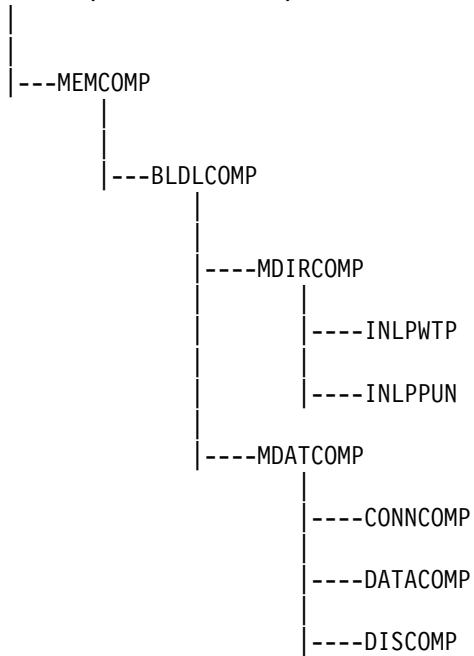 |---MEMCOMP
|---BLDLCOMP
|----MDIRCOMP
|----INLPWTP
|----INLPPUN
|----MDATCOMP
|----CONNCOMP
|----DATACOMP
|----DISCOMP